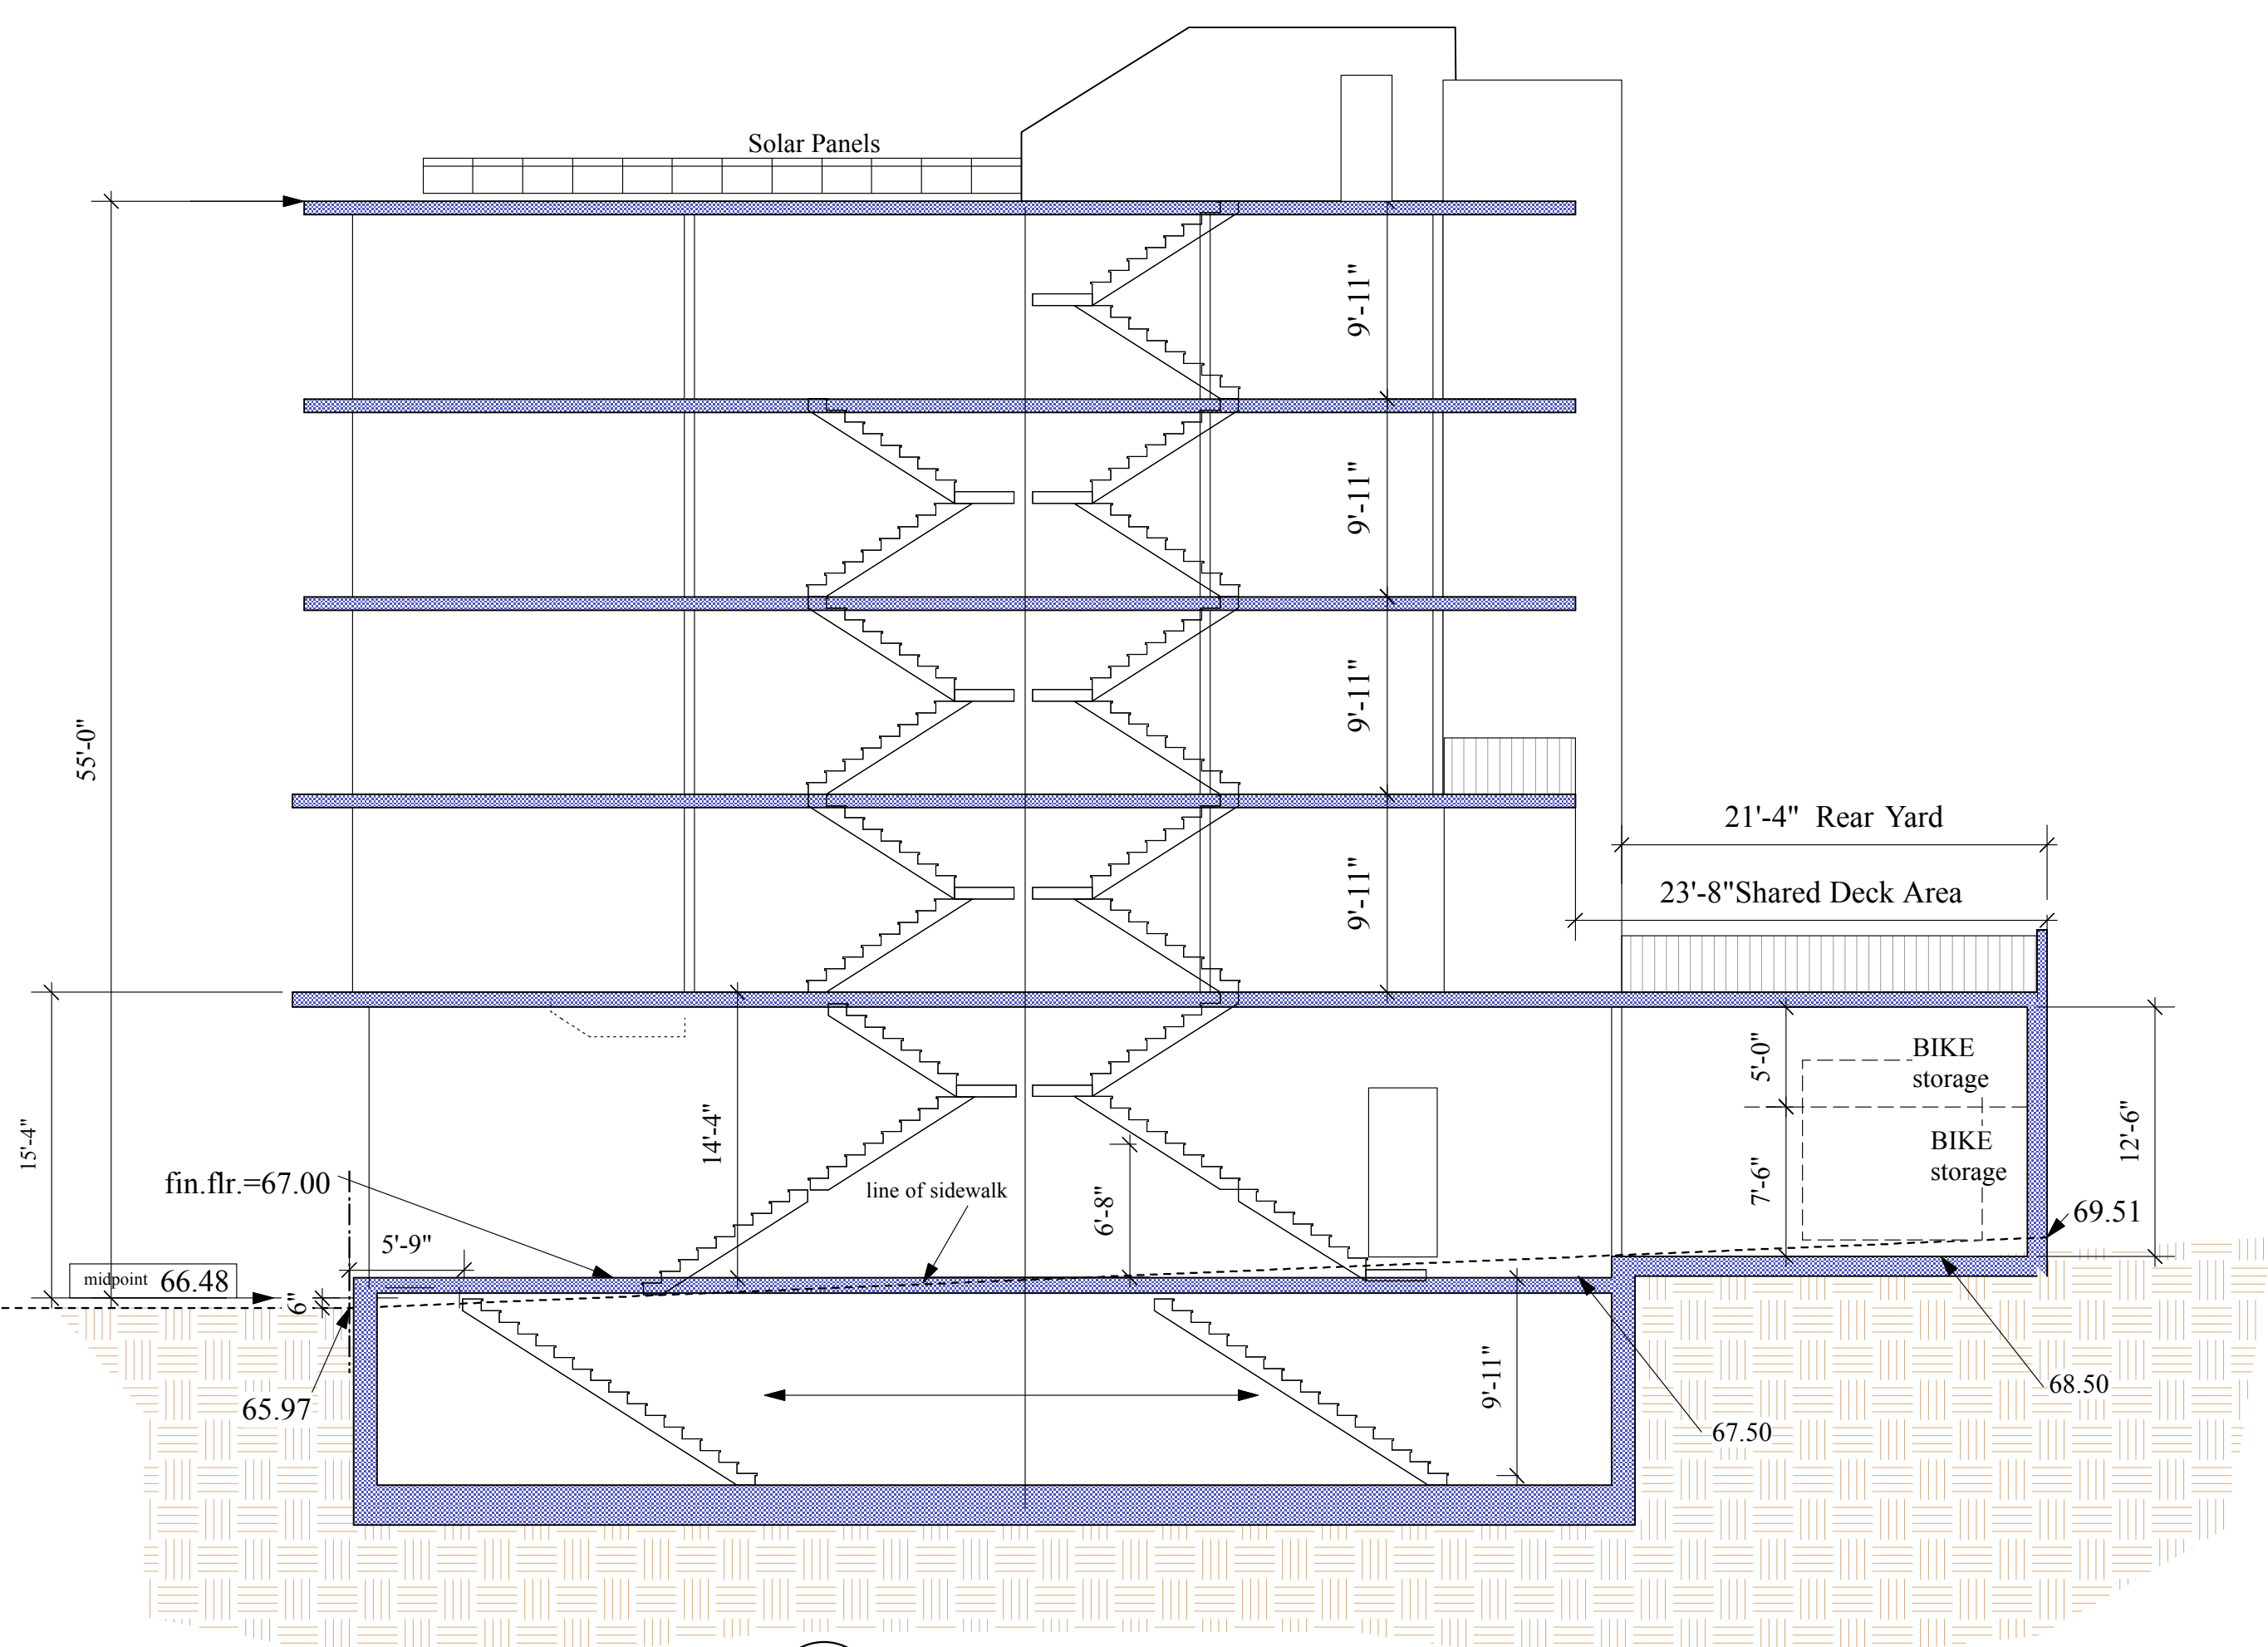 Solar Panels
9'-11"
9'-11"
55'-0"
9'-11"
21'-4" Rear Yard
9'-11"
23'-8"Shared Deck Area
BIKE
storage
5'-0"
15'-4"
14'-4"
12'-6"
BIKE
storage
7'-6"
fin.flr.=67.00
line of sidewalk
6'-8"
69.51
5'-9"
midpoint 66.48
6"
9'-11"
68.50
65.97
67.50